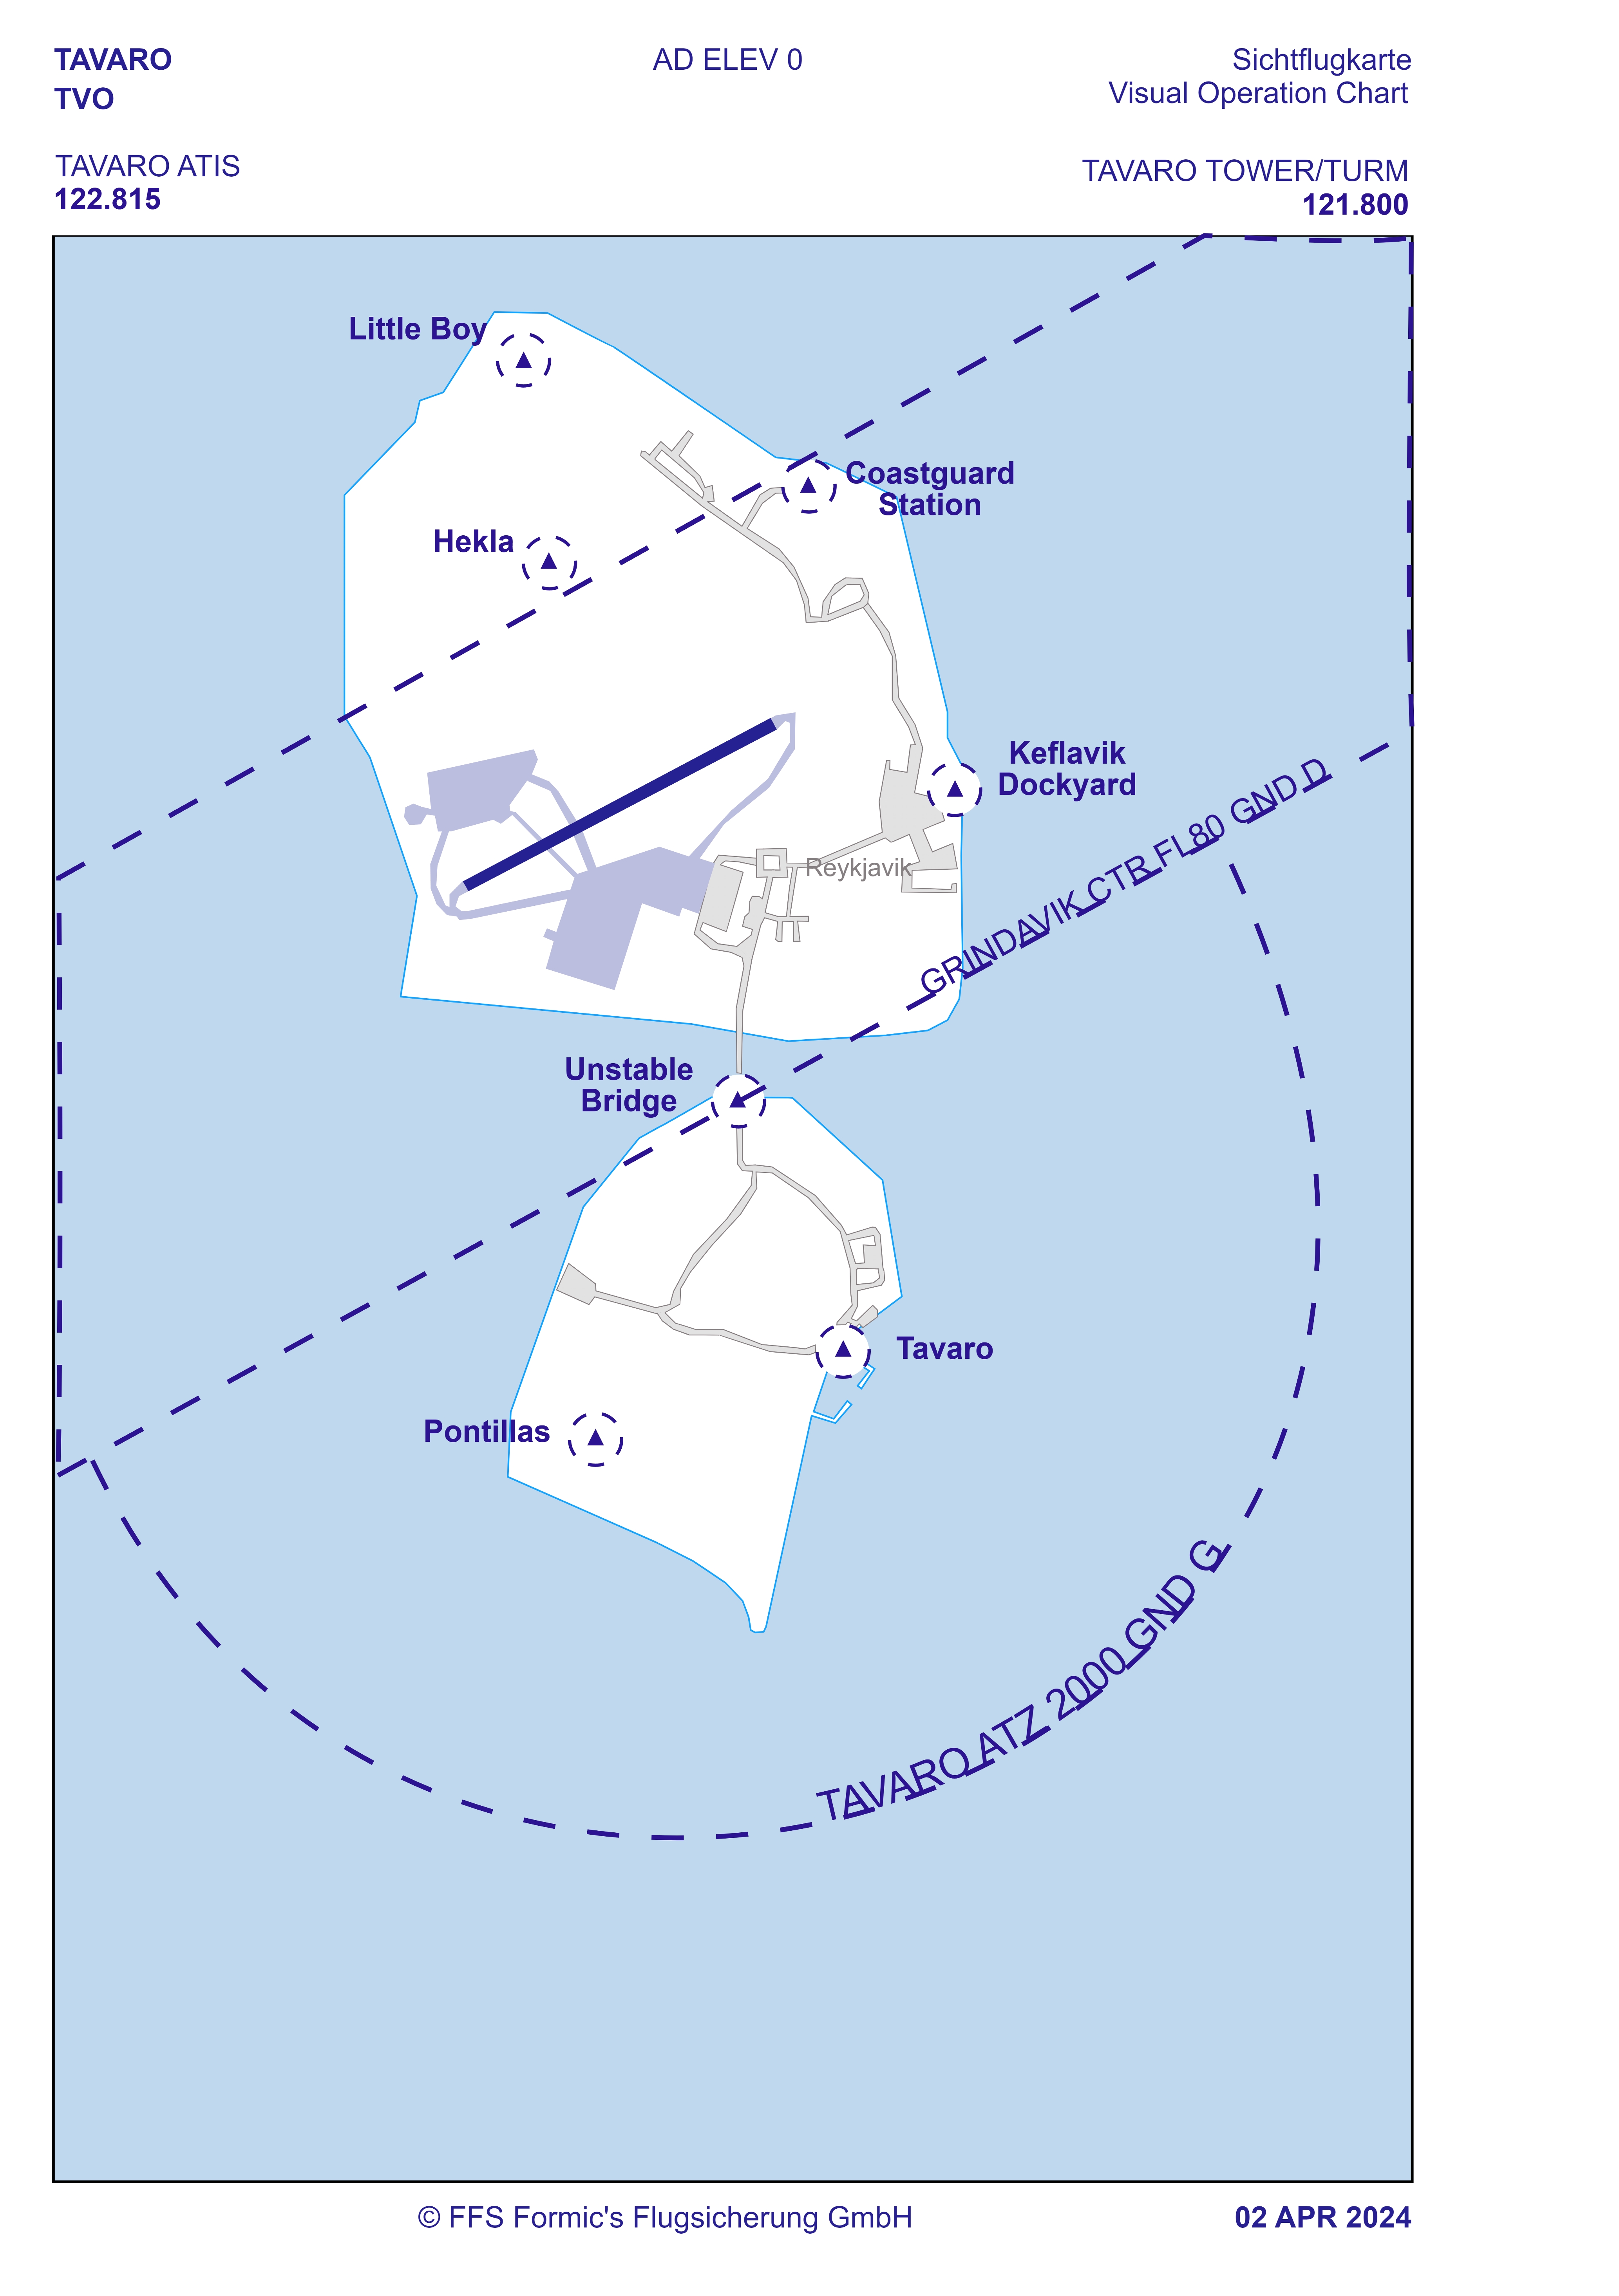 TAVARO
TVO
AD ELEV 0
Sichtflugkarte
Visual Operation Chart
TAVARO ATIS
122.815
TAVARO TOWER/TURM
121.800
Little Boy
Coastguard
Station
Hekla
Keflavik
Dockyard
Reykjavik
GRINDAVIK CTR FL80 GND D
Unstable
Bridge
Tavaro
Pontillas
TAVARO ATZ 2000 GND G
© FFS Formic's Flugsicherung GmbH
02 APR 2024